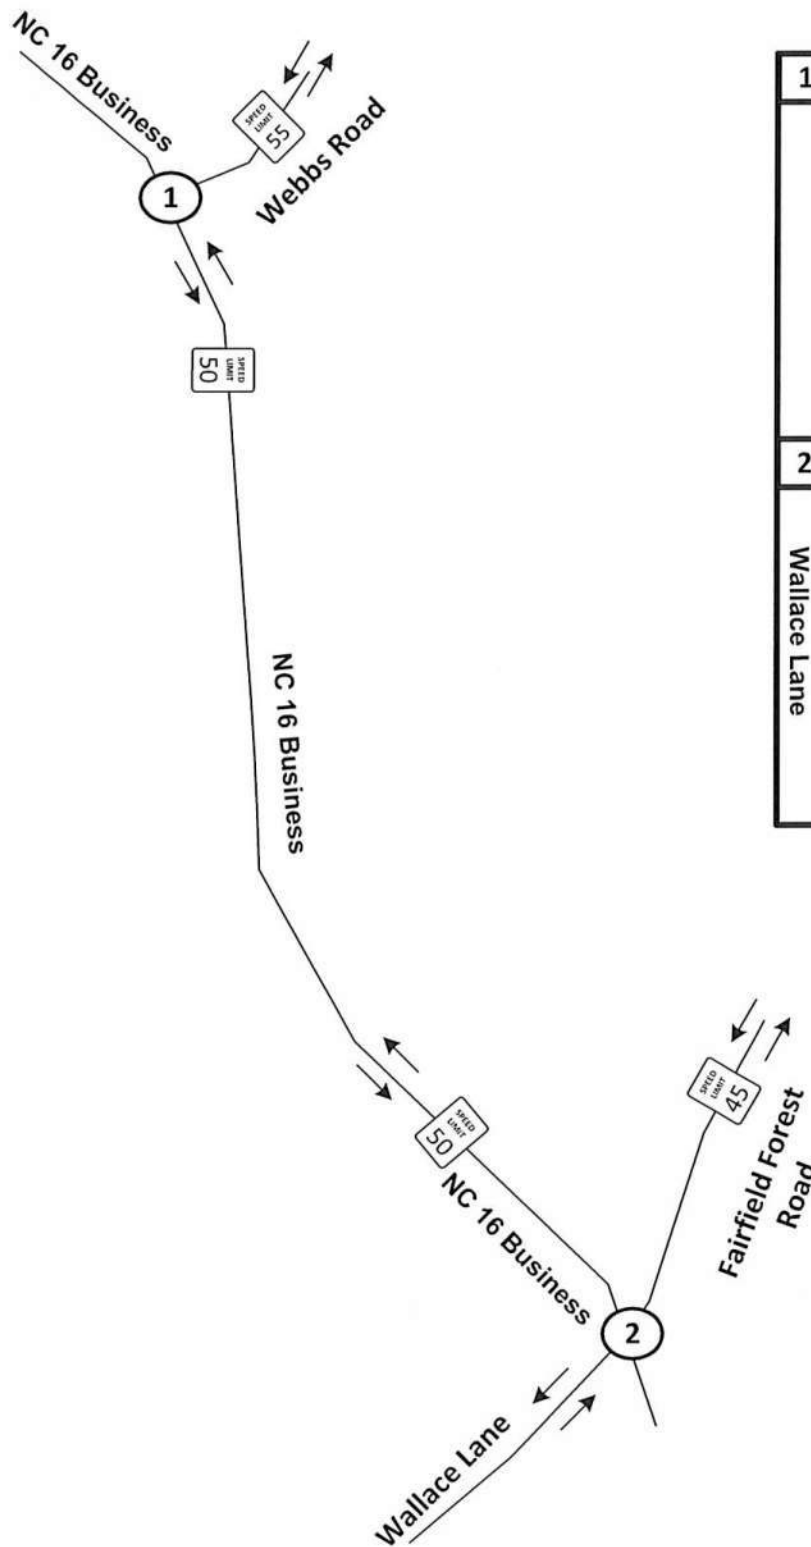 NC 16 Business
SPEED
LIMIT
55
Webbs Road
1
1
SPEED
LIMIT
50
2
Wallace Lane
NC 16 Business
SPEED
LIMIT
45
Fairfield Forest
Road
SPEED
LIMIT
50
NC 16 Business
2
Wallace Lane